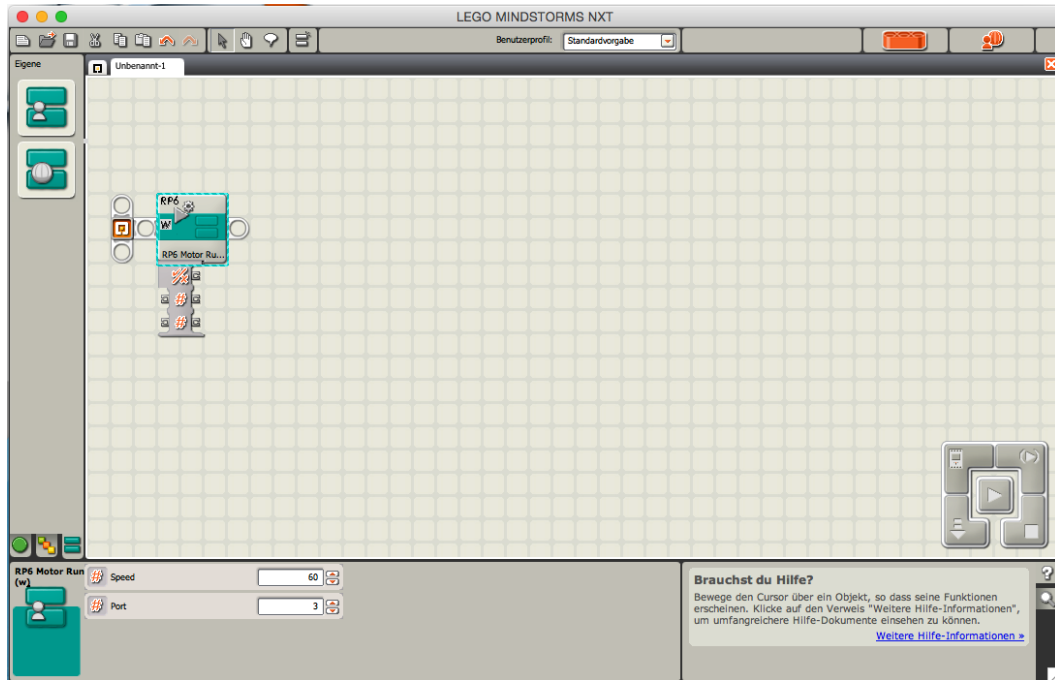 LEGO MINDSTORMS NXT
Benutzerprofil: Standardvorgabe
Eigene
Unbenannt-1
RP6
W
RP6 Motor Ru...
RP6 Motor Run
(w)
Speed 60
Port 3
Brauchst du Hilfe?
Bewege den Cursor über ein Objekt, so dass seine Funktionen
erscheinen. Klicke auf den Verweis "Weitere Hilfe-Informationen",
um umfangreichere Hilfe-Dokumente einsehen zu können.
Weitere Hilfe-Informationen »
?